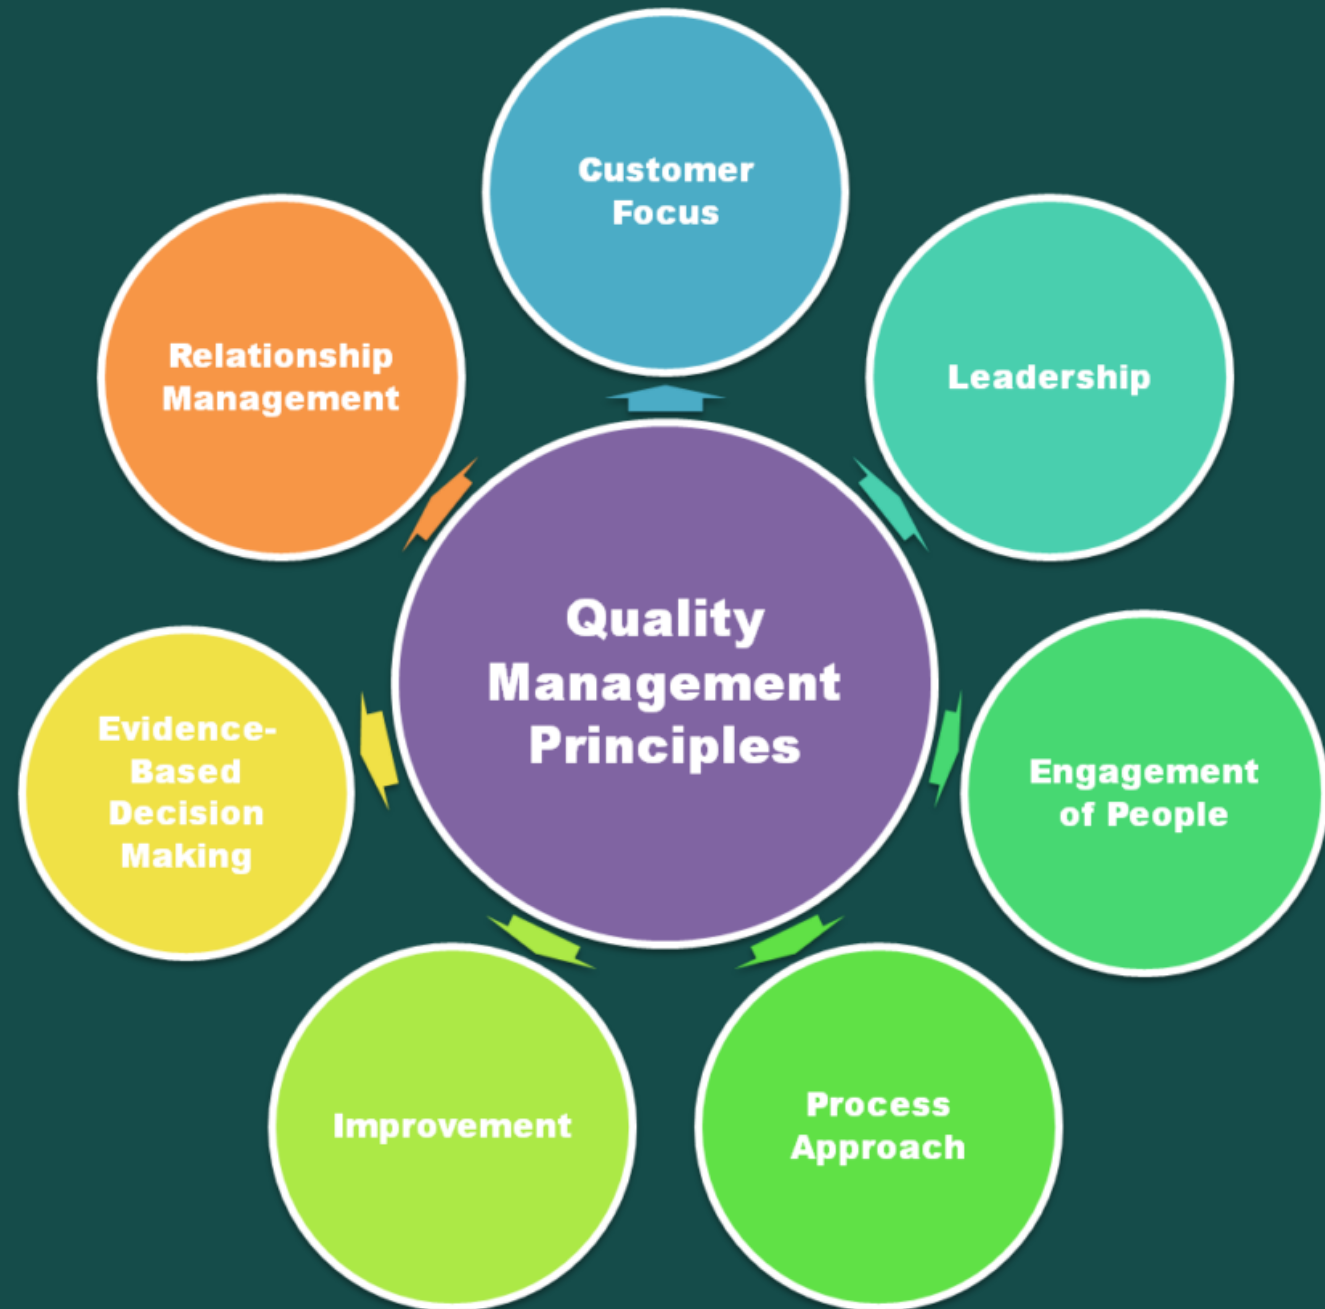 Customer
Focus
Relationship
Management
Leadership
Quality
Management
Principles
Evidence-
Based
Decision
Making
Engagement
of People
Improvement
Process
Approach